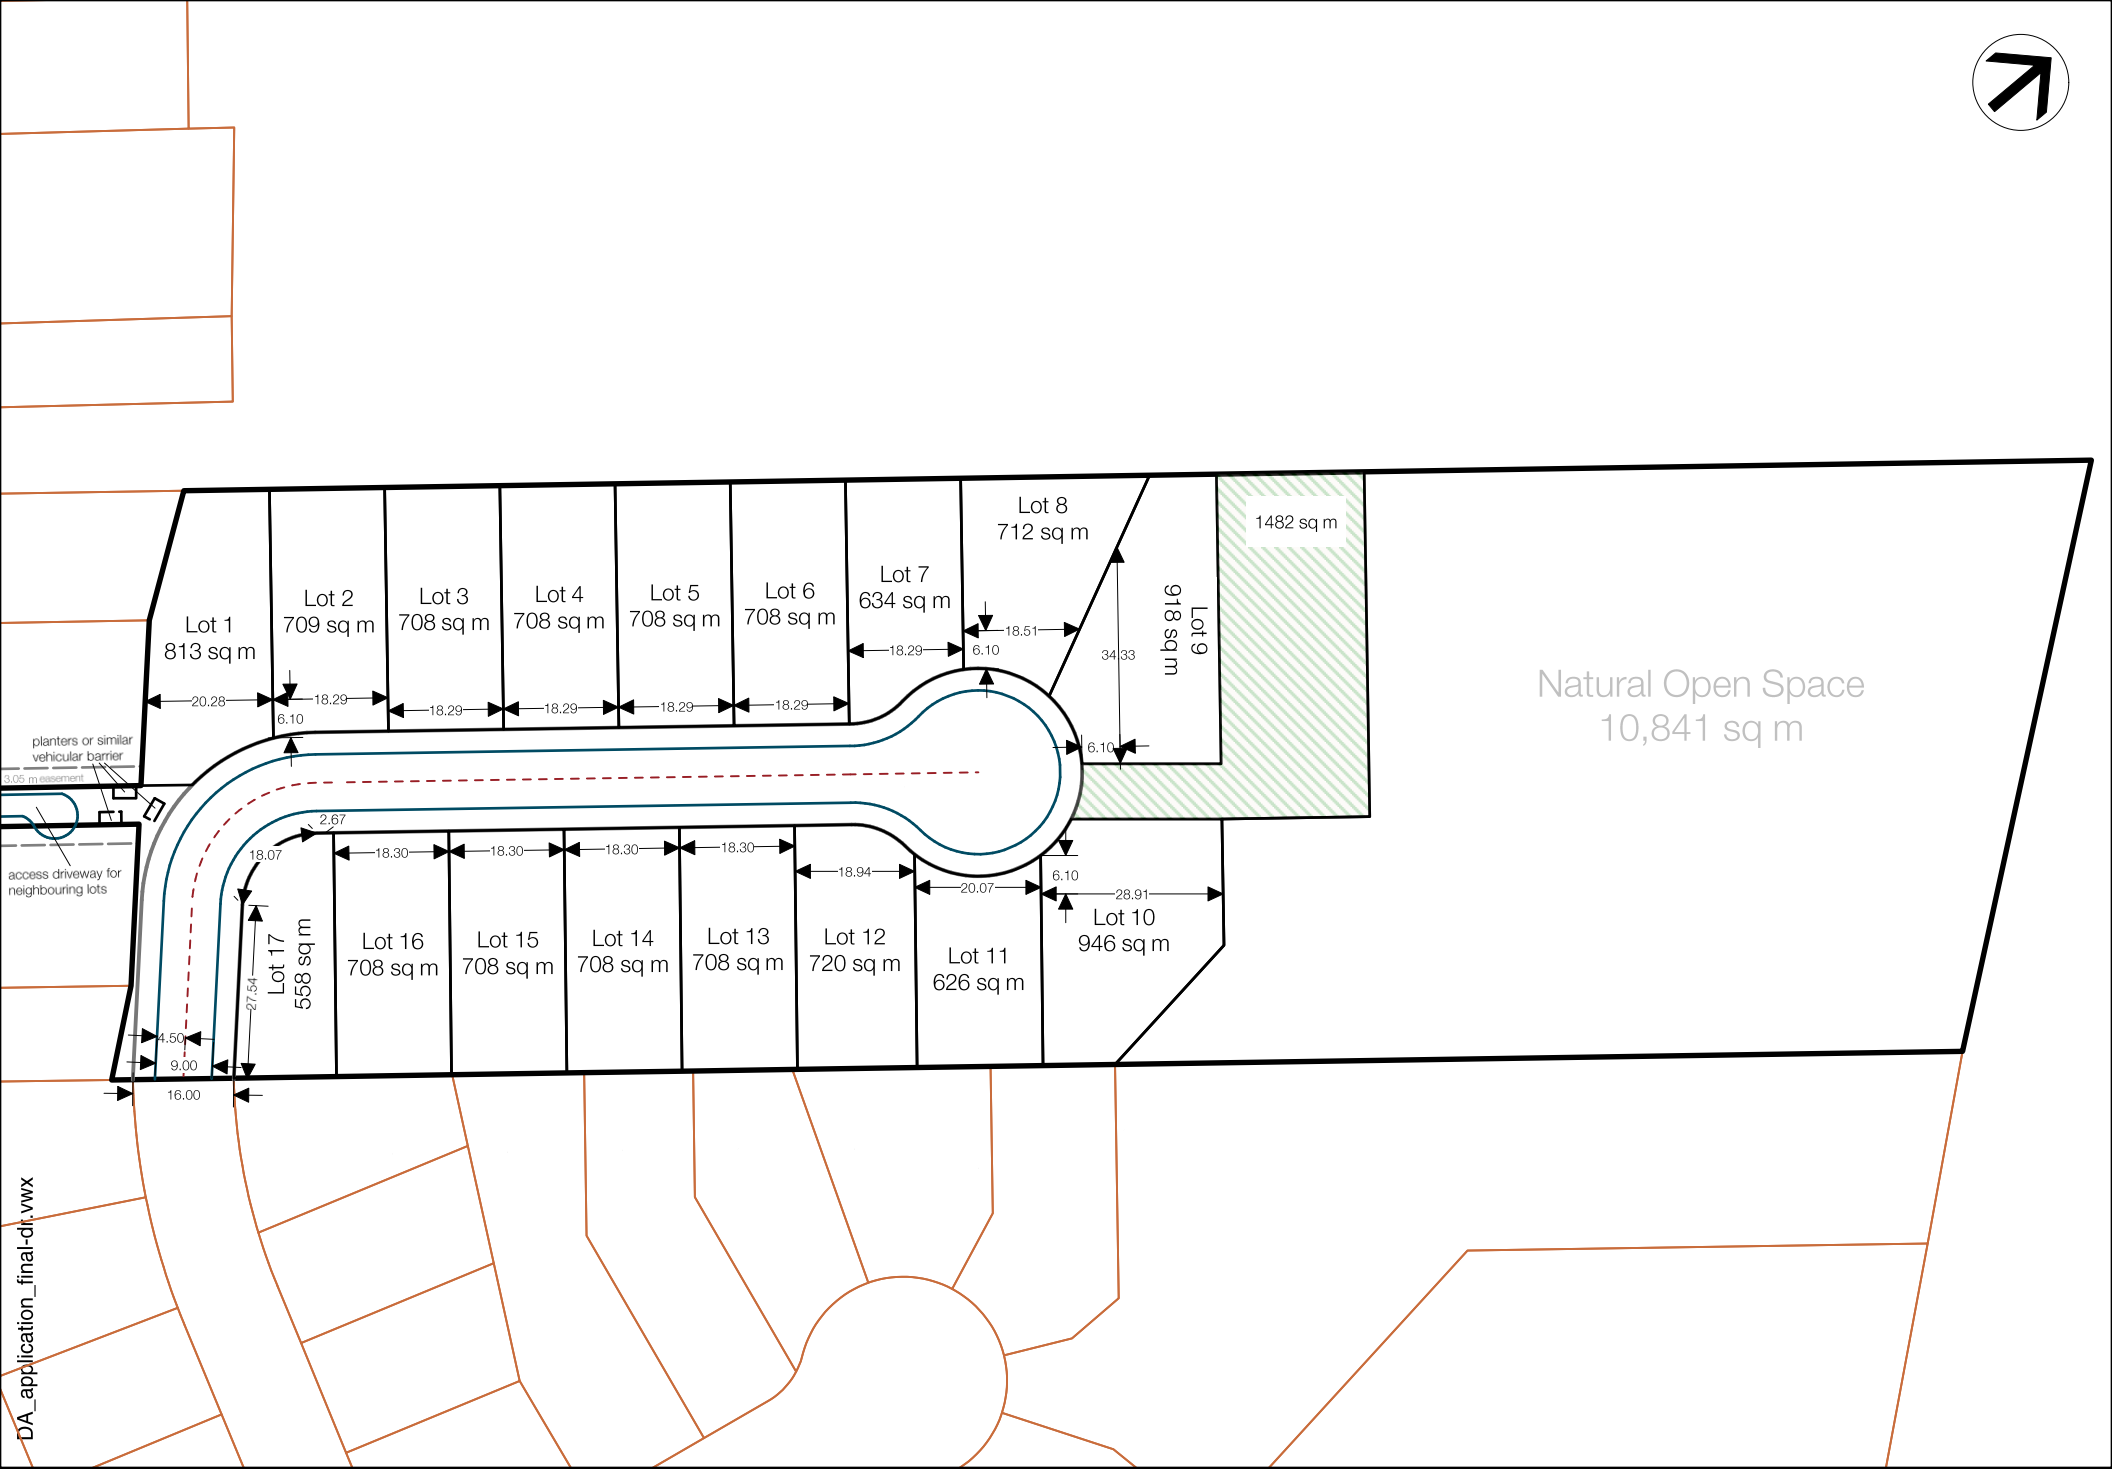 Lot 1
813 sq m
20.28
Lot 2
709 sq m
18.29
6.10
Lot 3
708 sq m
18.29
Lot 4
708 sq m
18.29
Lot 5
708 sq m
18.29
Lot 6
708 sq m
18.29
Lot 7
634 sq m
18.29
Lot 8
712 sq m
18.51
6.10
34.33
Lot 9
918 sq m
6.10
1482 sq m
Natural Open Space
10,841 sq m
planters or similar
vehicular barrier
3.05 m easement
access driveway for
neighbouring lots
2.67
18.07
27.54
Lot 17
558 sq m
18.30
Lot 16
708 sq m
18.30
Lot 15
708 sq m
18.30
Lot 14
708 sq m
18.30
Lot 13
708 sq m
18.94
Lot 12
720 sq m
20.07
Lot 11
626 sq m
6.10
28.91
Lot 10
946 sq m
4.50
9.00
16.00
DA_application_final-dr.vwx